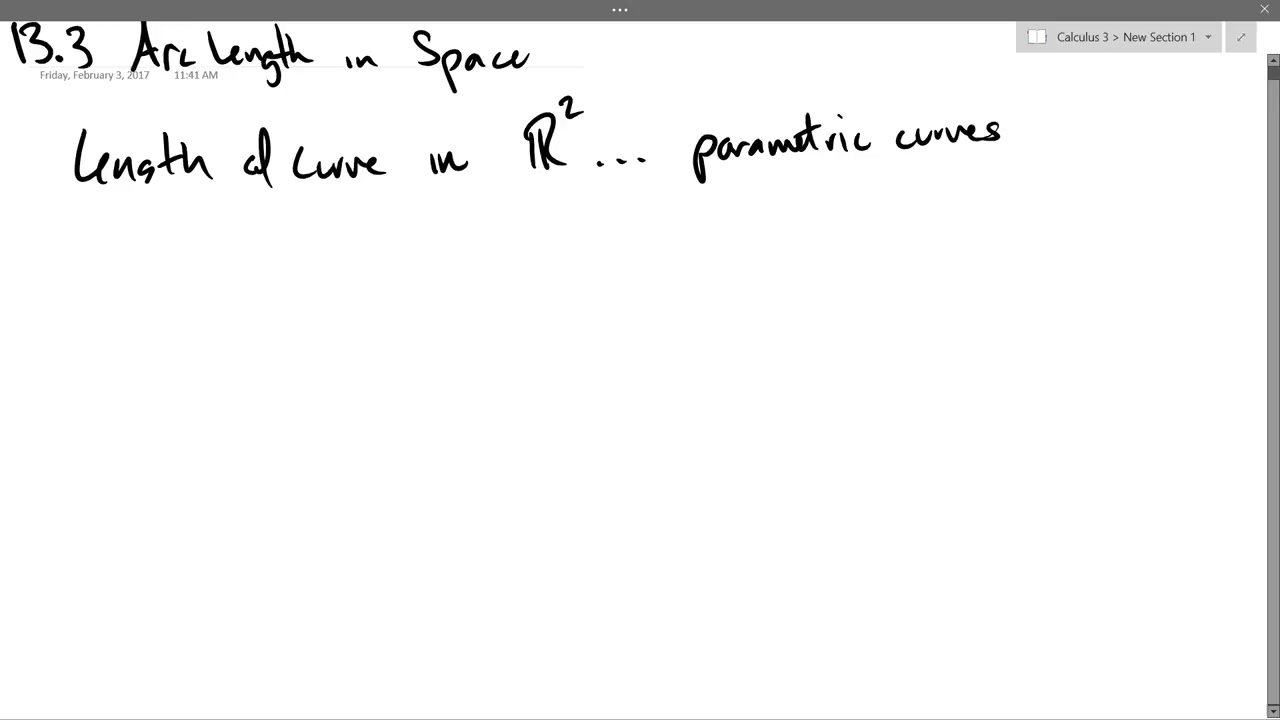 ...
Calculus 3 > New Section 1
13.3 Arc Length in Space
Friday, February 3, 2017 11:41 AM
Length of curve in ℝ² ... parametric curves